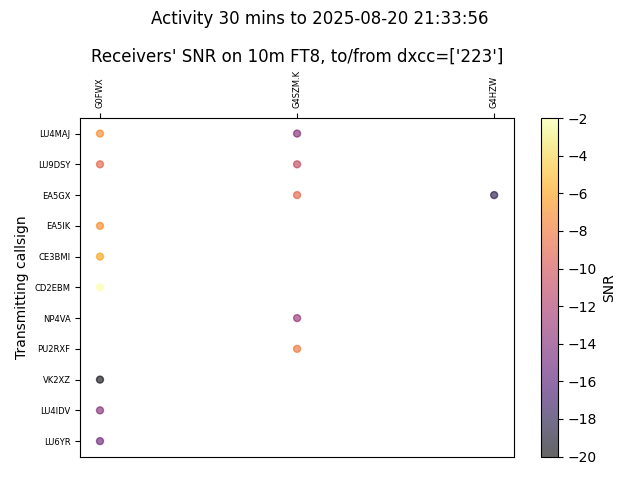 Activity 30 mins to 2025-08-20 21:33:56
Receivers' SNR on 10m FT8, to/from dxcc=['223']
G0FWX
G4SZM.K
G4HZW
LU4MAJ
LU9DSY
EA5GX
EA5IK
CE3BMI
CD2EBM
NP4VA
PU2RXF
VK2XZ
LU4IDV
LU6YR
Transmitting callsign
−2
−4
−6
−8
−10
−12
−14
−16
−18
−20
SNR